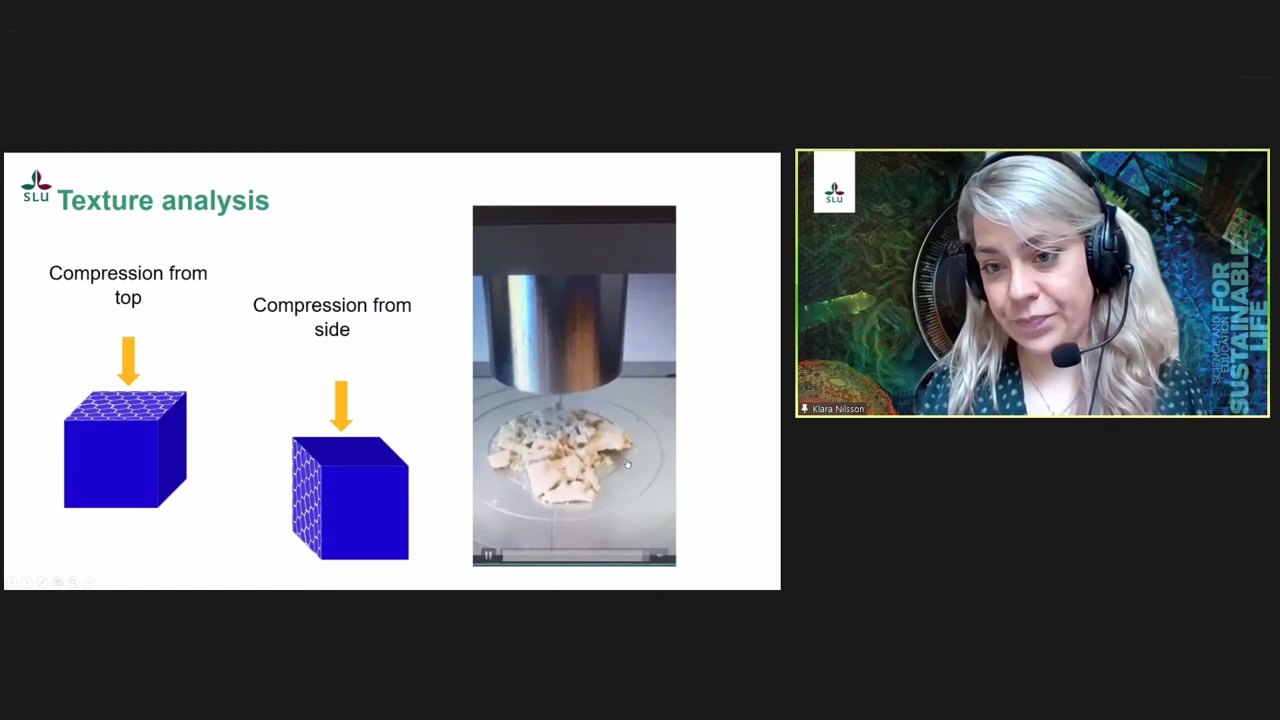 SLU
Texture analysis
Compression from
top
Compression from
side
SLU
SCIENCE AND
EDUCATION FOR
SUSTAINABLE
LIFE
Klara Nilsson